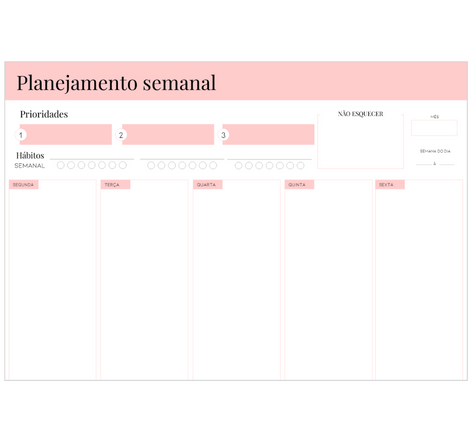 Planejamento semanal
Prioridades
NÃO ESQUECER
MÊS
1
2
3
Hábitos
SEMANAL
SEMANA DO DIA
A
SEGUNDA
TERÇA
QUARTA
QUINTA
SEXTA